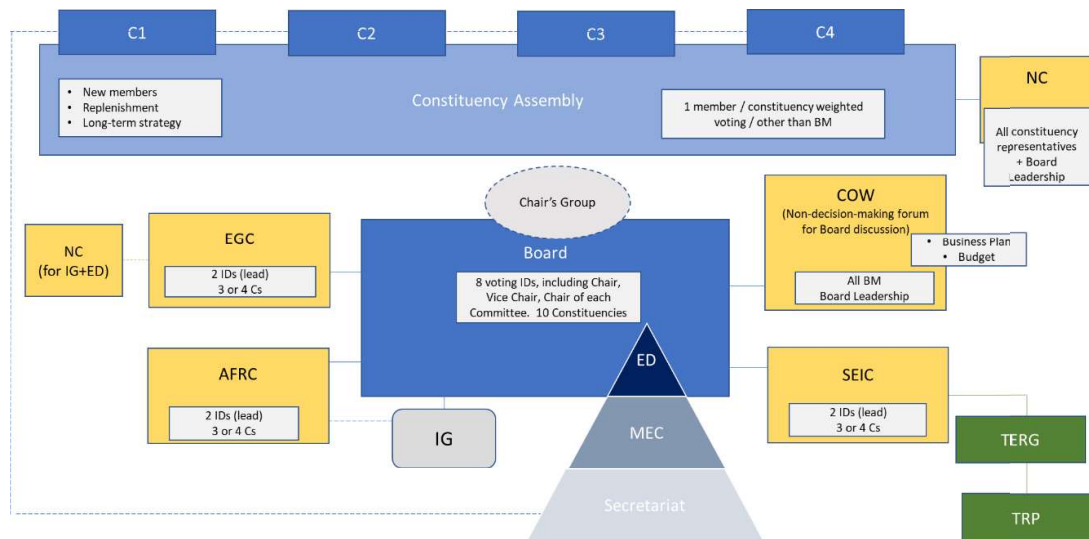 C1
C2
C3
C4
Constituency Assembly
• New members
• Replenishment
• Long-term strategy
1 member / constituency weighted
voting / other than BM
NC
All constituency
representatives
+ Board
Leadership
Chair's Group
Board
8 voting IDs, including Chair,
Vice Chair, Chair of each
Committee. 10 Constituencies
COW
(Non-decision-making forum
for Board discussion)
• Business Plan
• Budget
All BM
Board Leadership
NC
(for IG+ED)
EGC
2 IDs (lead)
3 or 4 Cs
AFRC
2 IDs (lead)
3 or 4 Cs
IG
ED
MEC
Secretariat
SEIC
2 IDs (lead)
3 or 4 Cs
TERG
TRP